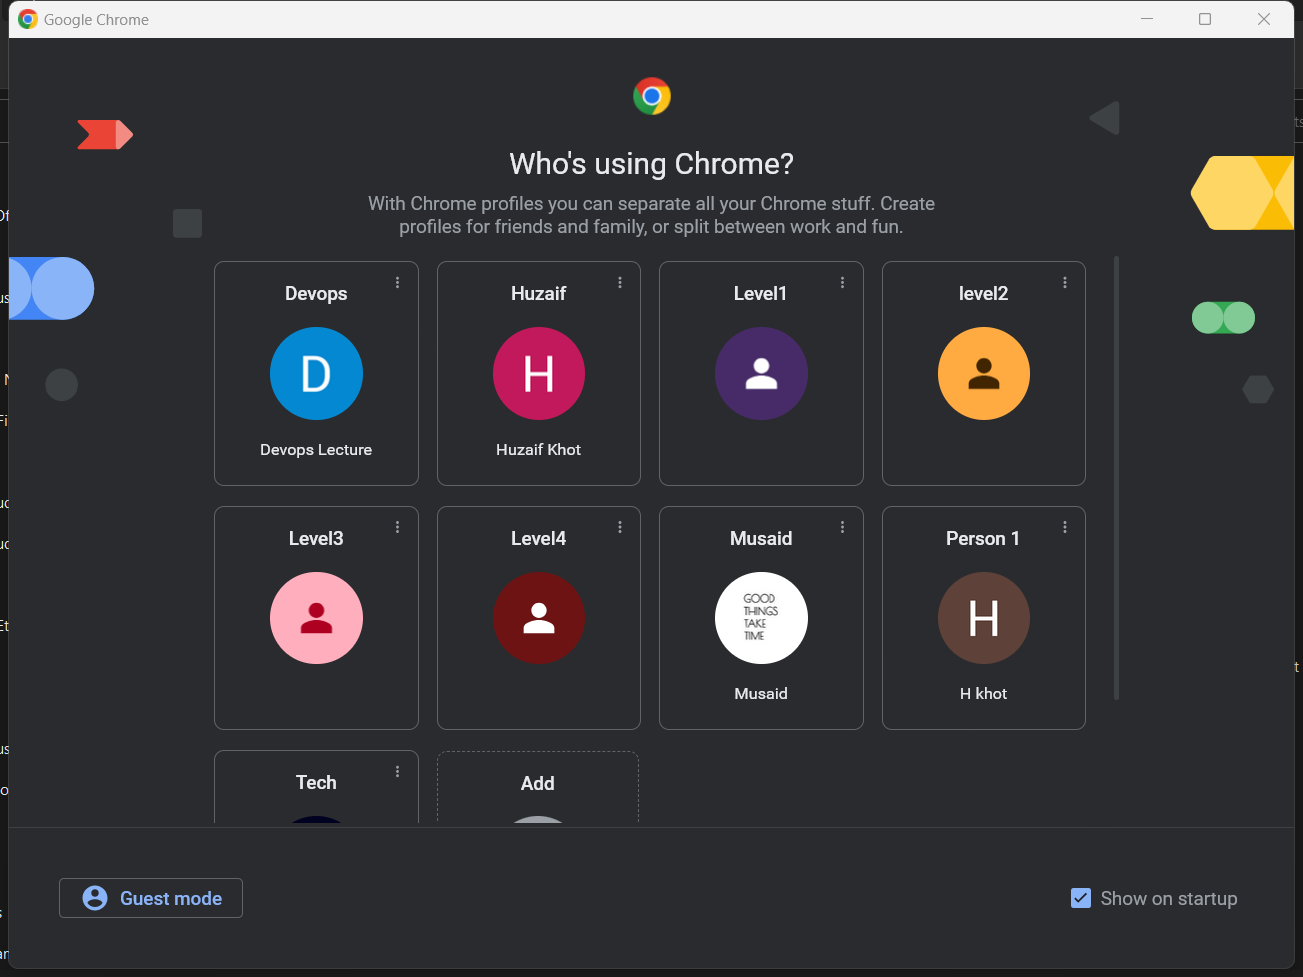 Google Chrome
Who's using Chrome?
With Chrome profiles you can separate all your Chrome stuff. Create
profiles for friends and family, or split between work and fun.
Devops
D
Devops Lecture
Huzaif
H
Huzaif Khot
Level1
level2
Level3
Level4
Musaid
GOOD
THINGS
TAKE
TIME
Musaid
Person 1
H
H khot
Tech
Add
Guest mode
Show on startup